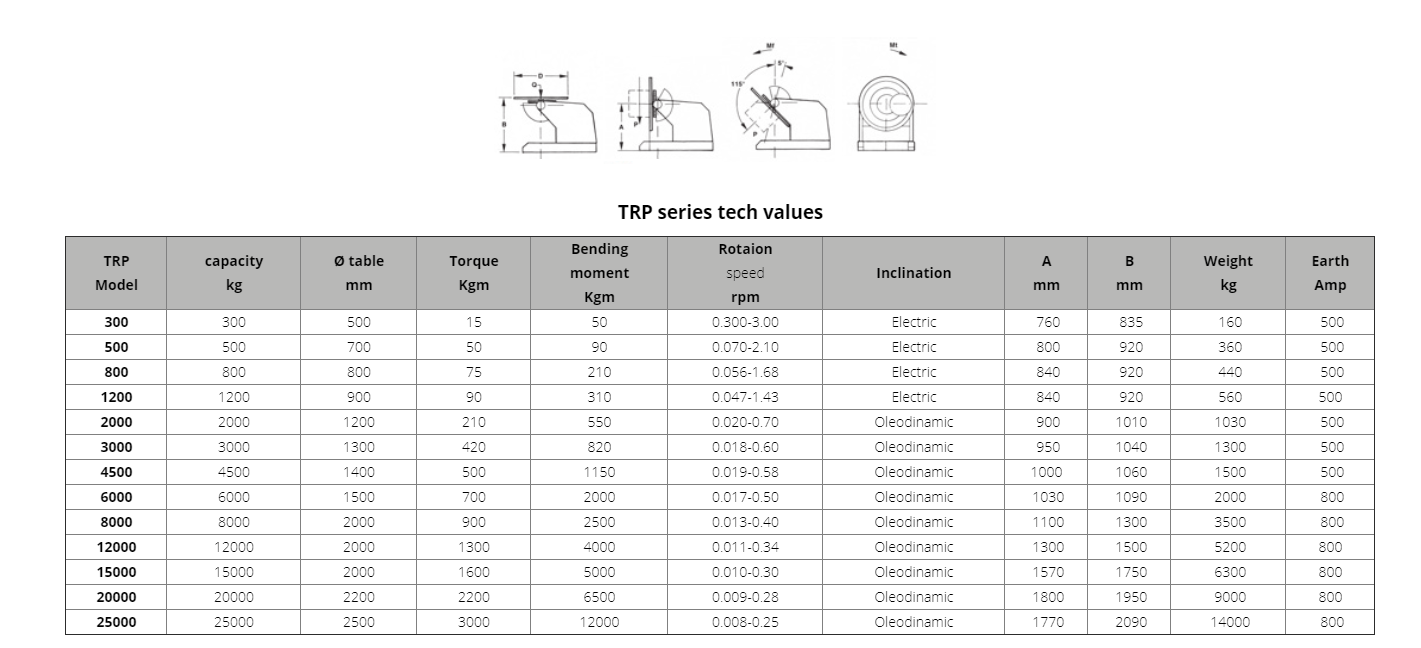 Mf
Mt
D
G
B
A
P
115°
5°
P
TRP series tech values
TRP Model capacity kg Ø table mm Torque Kgm Bending moment Kgm Rotaion speed rpm Inclination A mm B mm Weight kg Earth Amp
300 300 500 15 50 0.300-3.00 Electric 760 835 160 500
500 500 700 50 90 0.070-2.10 Electric 800 920 360 500
800 800 800 75 210 0.056-1.68 Electric 840 920 440 500
1200 1200 900 90 310 0.047-1.43 Electric 840 920 560 500
2000 2000 1200 210 550 0.020-0.70 Oleodinamic 900 1010 1030 500
3000 3000 1300 420 820 0.018-0.60 Oleodinamic 950 1040 1300 500
4500 4500 1400 500 1150 0.019-0.58 Oleodinamic 1000 1060 1500 500
6000 6000 1500 700 2000 0.017-0.50 Oleodinamic 1030 1090 2000 800
8000 8000 2000 900 2500 0.013-0.40 Oleodinamic 1100 1300 3500 800
12000 12000 2000 1300 4000 0.011-0.34 Oleodinamic 1300 1500 5200 800
15000 15000 2000 1600 5000 0.010-0.30 Oleodinamic 1570 1750 6300 800
20000 20000 2200 2200 6500 0.009-0.28 Oleodinamic 1800 1950 9000 800
25000 25000 2500 3000 12000 0.008-0.25 Oleodinamic 1770 2090 14000 800